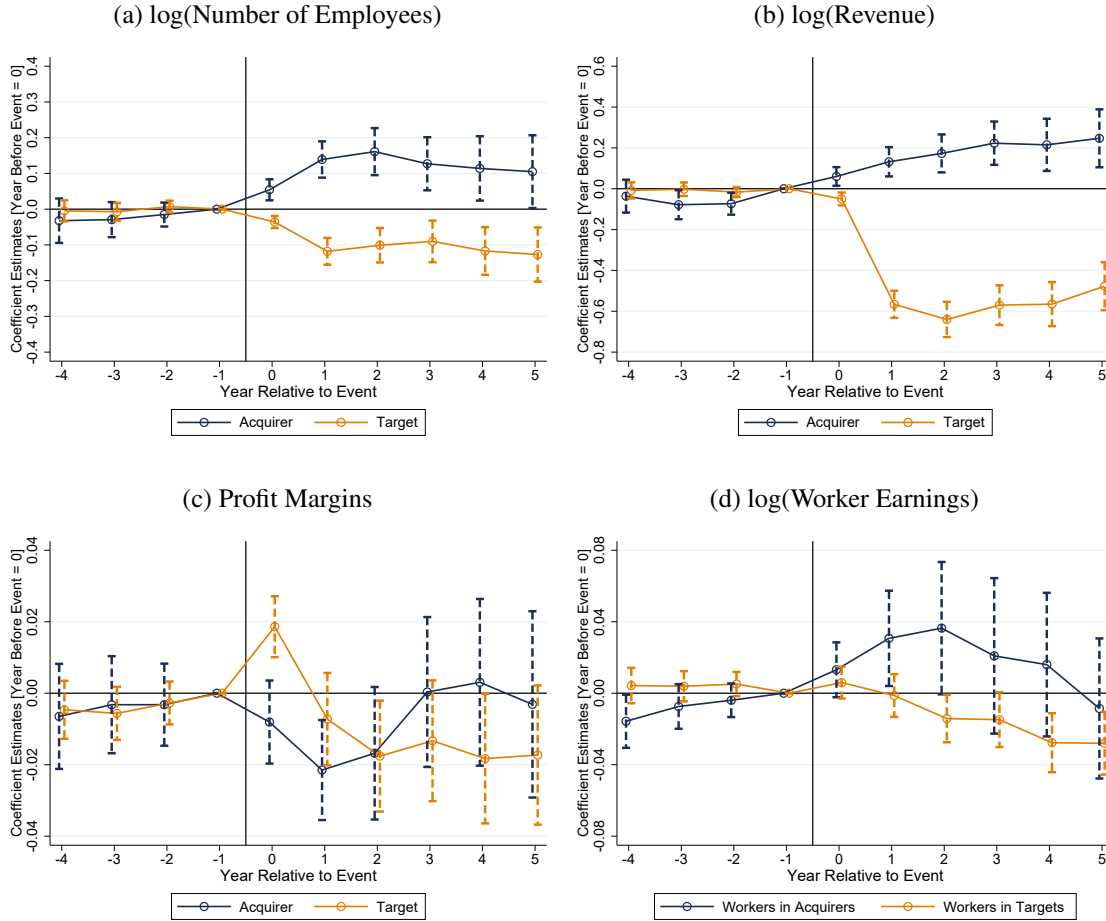 (a) log(Number of Employees)
Coefficient Estimates [Year Before Event = 0]
0.4
0.3
0.2
0.1
0.0
-0.1
-0.2
-0.3
-0.4
-4 -3 -2 -1 0 1 2 3 4 5
Year Relative to Event
Acquirer Target
(b) log(Revenue)
Coefficient Estimates [Year Before Event = 0]
0.6
0.4
0.2
0.0
-0.2
-0.4
-0.6
-0.8
-4 -3 -2 -1 0 1 2 3 4 5
Year Relative to Event
Acquirer Target
(c) Profit Margins
Coefficient Estimates [Year Before Event = 0]
0.04
0.02
0.00
-0.02
-0.04
-4 -3 -2 -1 0 1 2 3 4 5
Year Relative to Event
Acquirer Target
(d) log(Worker Earnings)
Coefficient Estimates [Year Before Event = 0]
0.08
0.04
0.00
-0.04
-0.08
-4 -3 -2 -1 0 1 2 3 4 5
Year Relative to Event
Workers in Acquirers Workers in Targets